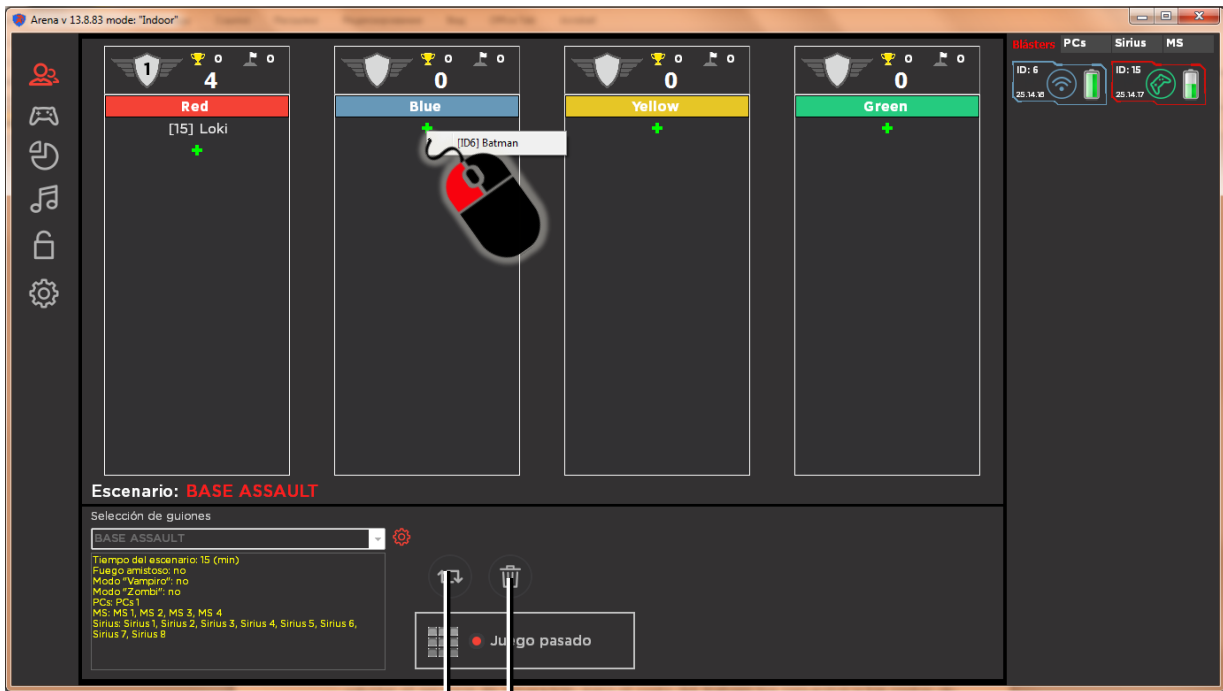 Arena v 13.8.83 mode: "Indoor"
Blasters PCs Sirius MS
ID: 6
25.14.18
ID: 15
25.14.17
1
0 0
4
Red
[15] Loki
0 0
0
Blue
[ID6] Batman
0 0
0
Yellow
0 0
0
Green
Escenario: BASE ASSAULT
Selección de guiones
BASE ASSAULT
Tiempo del escenario: 15 (min)
Fuego amistoso: no
Modo "Vampiro": no
Modo "Zombi": no
PCs: PCs 1
MS: MS 1, MS 2, MS 3, MS 4
Sirius: Sirius 1, Sirius 2, Sirius 3, Sirius 4, Sirius 5, Sirius 6,
Sirius 7, Sirius 8
Juego pasado